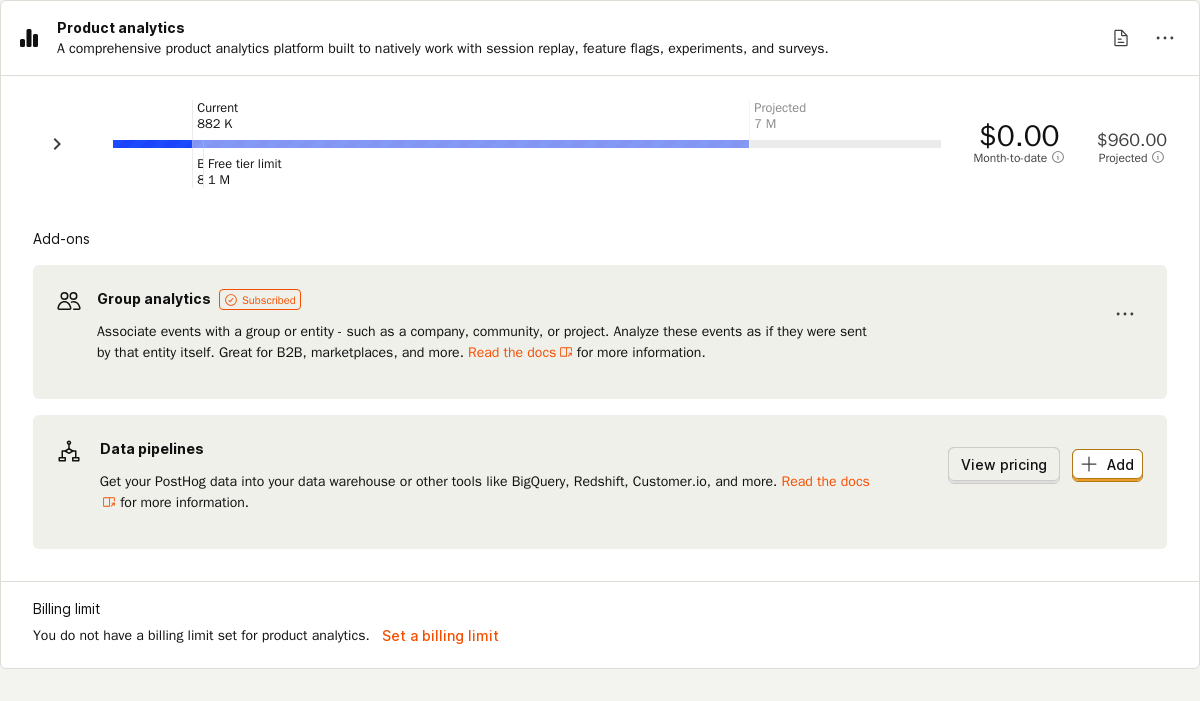 Product analytics
A comprehensive product analytics platform built to natively work with session replay, feature flags, experiments, and surveys.
Current
882 K
Projected
7 M
Free tier limit
1 M
$0.00
Month-to-date
$960.00
Projected
Add-ons
Group analytics Subscribed
Associate events with a group or entity - such as a company, community, or project. Analyze these events as if they were sent
by that entity itself. Great for B2B, marketplaces, and more. Read the docs for more information.
Data pipelines
Get your PostHog data into your data warehouse or other tools like BigQuery, Redshift, Customer.io, and more. Read the docs
for more information.
View pricing
Add
Billing limit
You do not have a billing limit set for product analytics. Set a billing limit